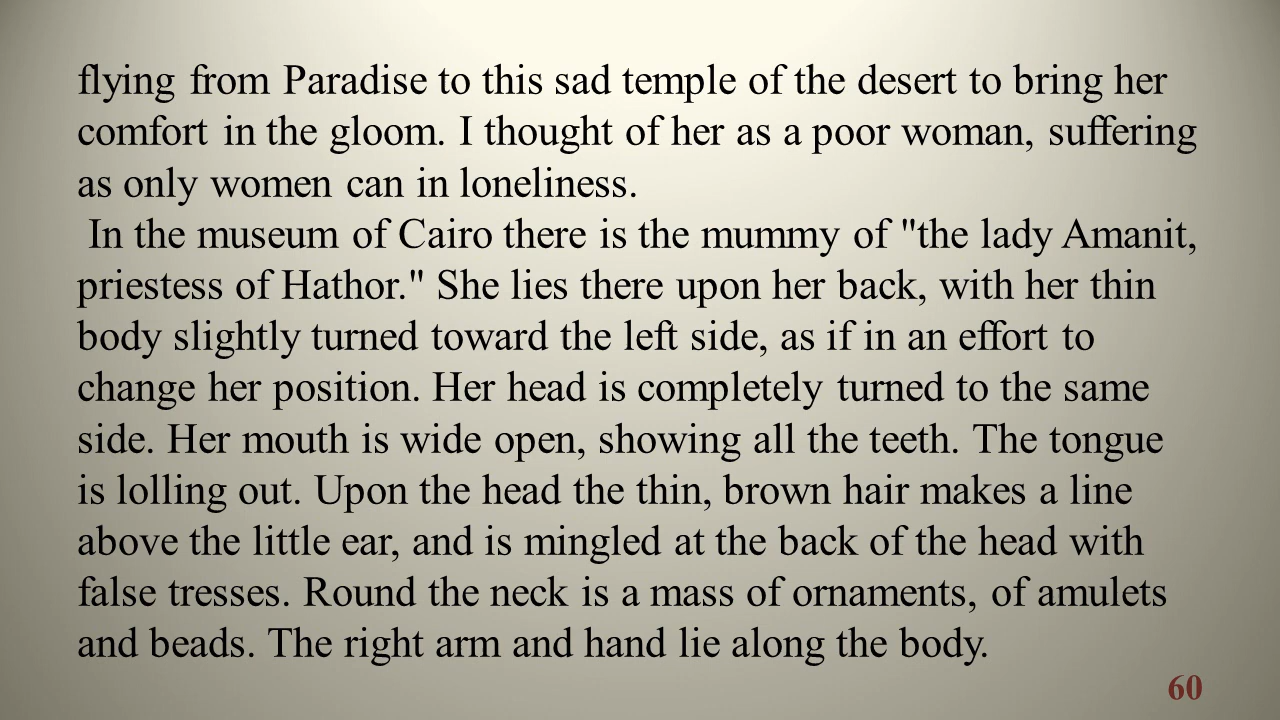 flying from Paradise to this sad temple of the desert to bring her
comfort in the gloom. I thought of her as a poor woman, suffering
as only women can in loneliness.
In the museum of Cairo there is the mummy of "the lady Amanit,
priestess of Hathor." She lies there upon her back, with her thin
body slightly turned toward the left side, as if in an effort to
change her position. Her head is completely turned to the same
side. Her mouth is wide open, showing all the teeth. The tongue
is lolling out. Upon the head the thin, brown hair makes a line
above the little ear, and is mingled at the back of the head with
false tresses. Round the neck is a mass of ornaments, of amulets
and beads. The right arm and hand lie along the body.
60